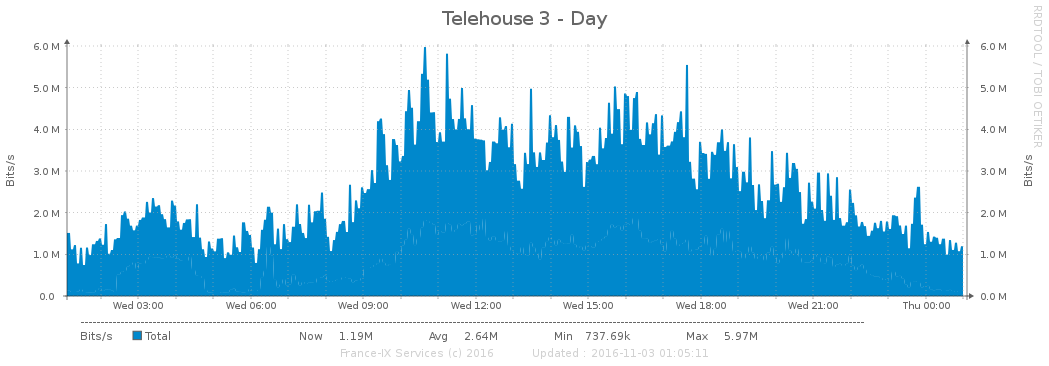 Telehouse 3 - Day
RRDTOOL / TOBI OETIKER
Bits/s
6.0 M
5.0 M
4.0 M
3.0 M
2.0 M
1.0 M
0.0
6.0 M
5.0 M
4.0 M
3.0 M
2.0 M
1.0 M
0.0 M
Bits/s
Wed 03:00 Wed 06:00 Wed 09:00 Wed 12:00 Wed 15:00 Wed 18:00 Wed 21:00 Thu 00:00
Bits/s Total Now 1.19M Avg 2.64M Min 737.69k Max 5.97M
France-IX Services (c) 2016 Updated : 2016-11-03 01:05:11